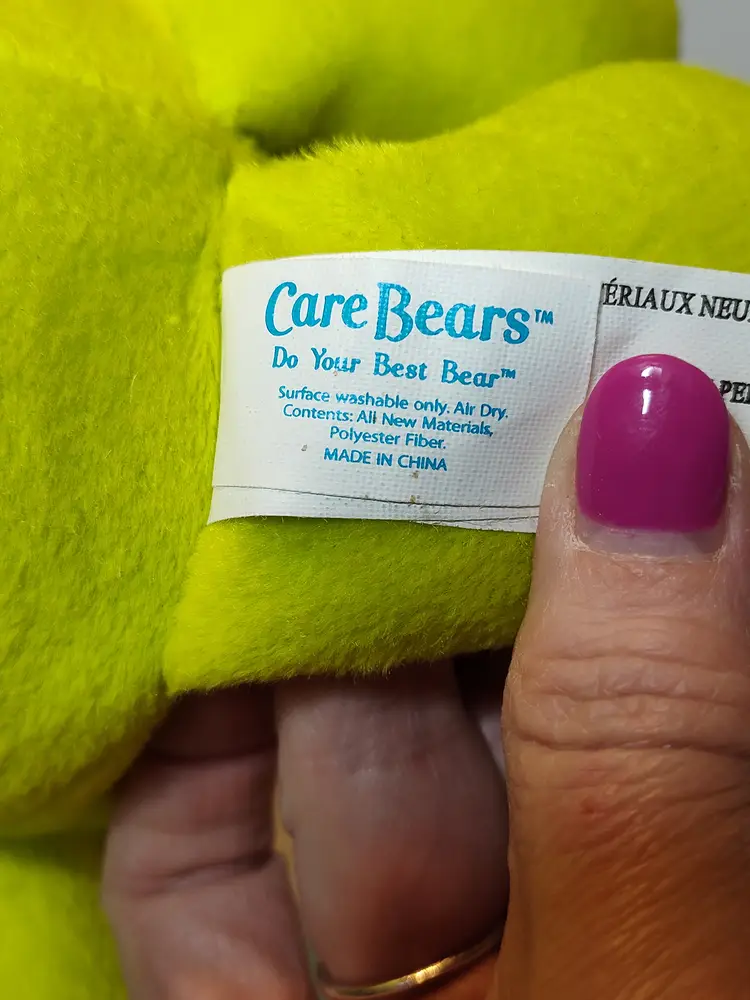 Care Bears™
Do Your Best Bear™
Surface washable only. Air Dry.
Contents: All New Materials,
Polyester Fiber.
MADE IN CHINA
ÉRIAUX NEU